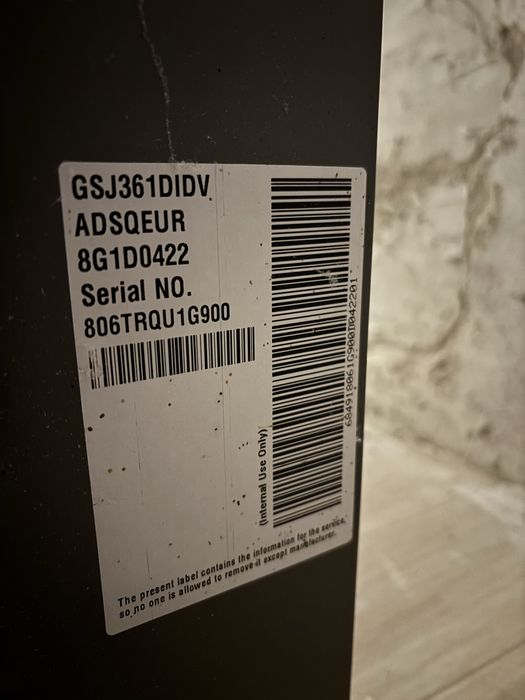 GSJ361DIDV
ADSQEUR
8G1D0422
Serial NO.
806TRQU1G900
(Internal Use Only)
684918061G900D042201
The present label contains the information for the service,
so no one is allowed to remove it except manufacturer.